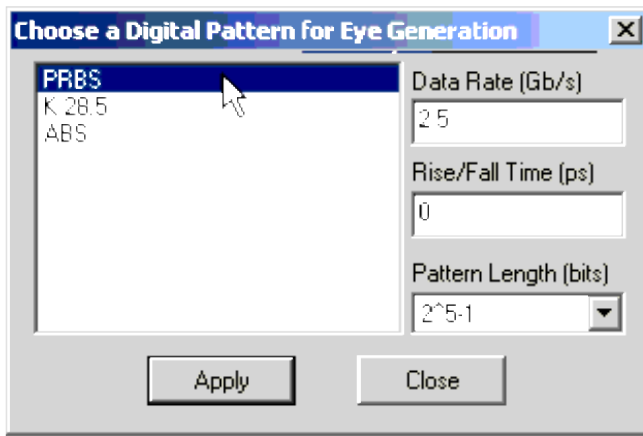 Choose a Digital Pattern for Eye Generation
PRBS
K 28.5
ABS
Data Rate (Gb/s)
2.5
Rise/Fall Time (ps)
0
Pattern Length (bits)
2^5-1
Apply
Close